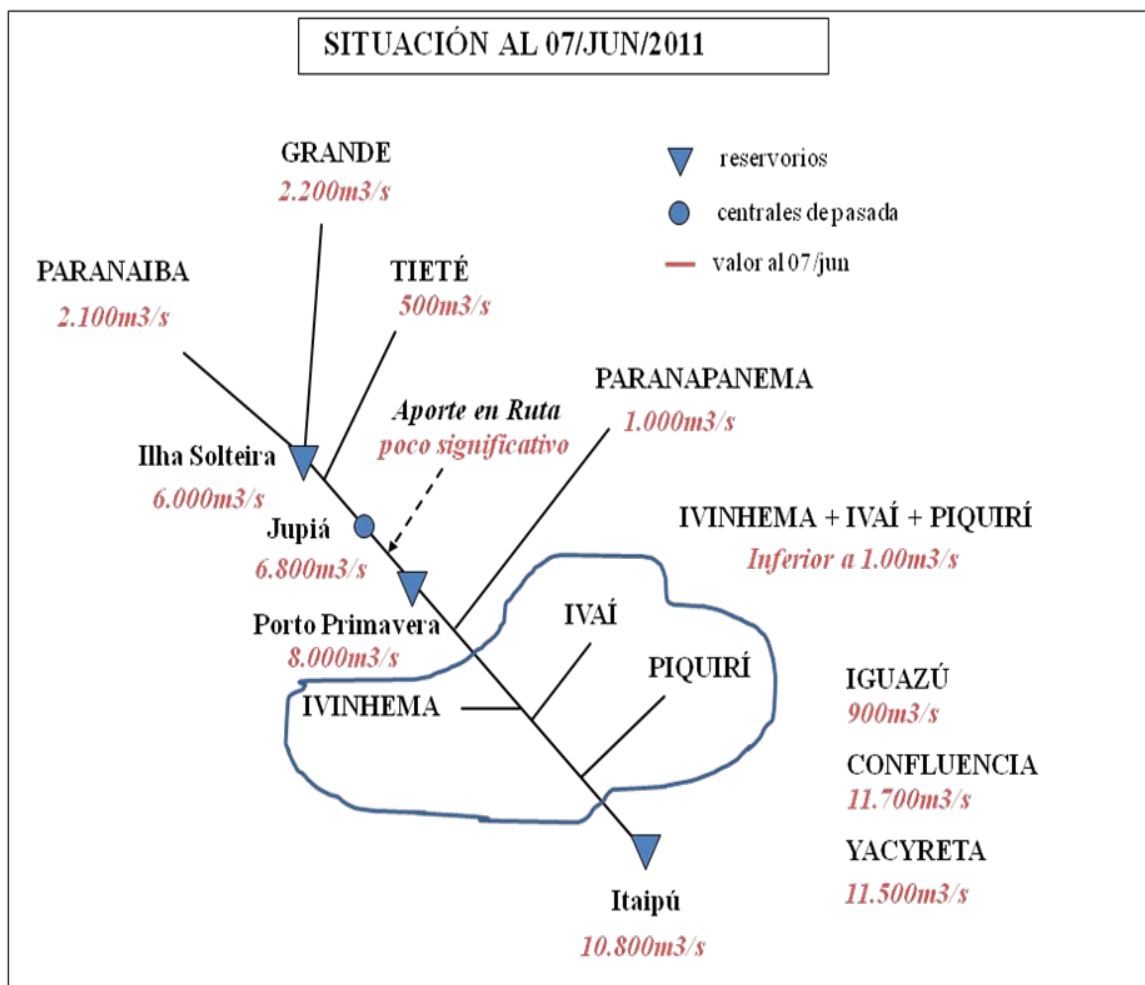 SITUACIÓN AL 07/JUN/2011
GRANDE
2.200m3/s
reservorios
centrales de pasada
valor al 07/jun
PARANAIBA
2.100m3/s
TIETÉ
500m3/s
PARANAPANEMA
1.000m3/s
Aporte en Ruta
poco significativo
Ilha Solteira
6.000m3/s
Jupiá
6.800m3/s
IVINHEMA + IVAÍ + PIQUIRÍ
Inferior a 1.00m3/s
Porto Primavera
8.000m3/s
IVAÍ
PIQUIRÍ
IVINHEMA
IGUAZÚ
900m3/s
CONFLUENCIA
11.700m3/s
YACYRETA
11.500m3/s
Itaipú
10.800m3/s